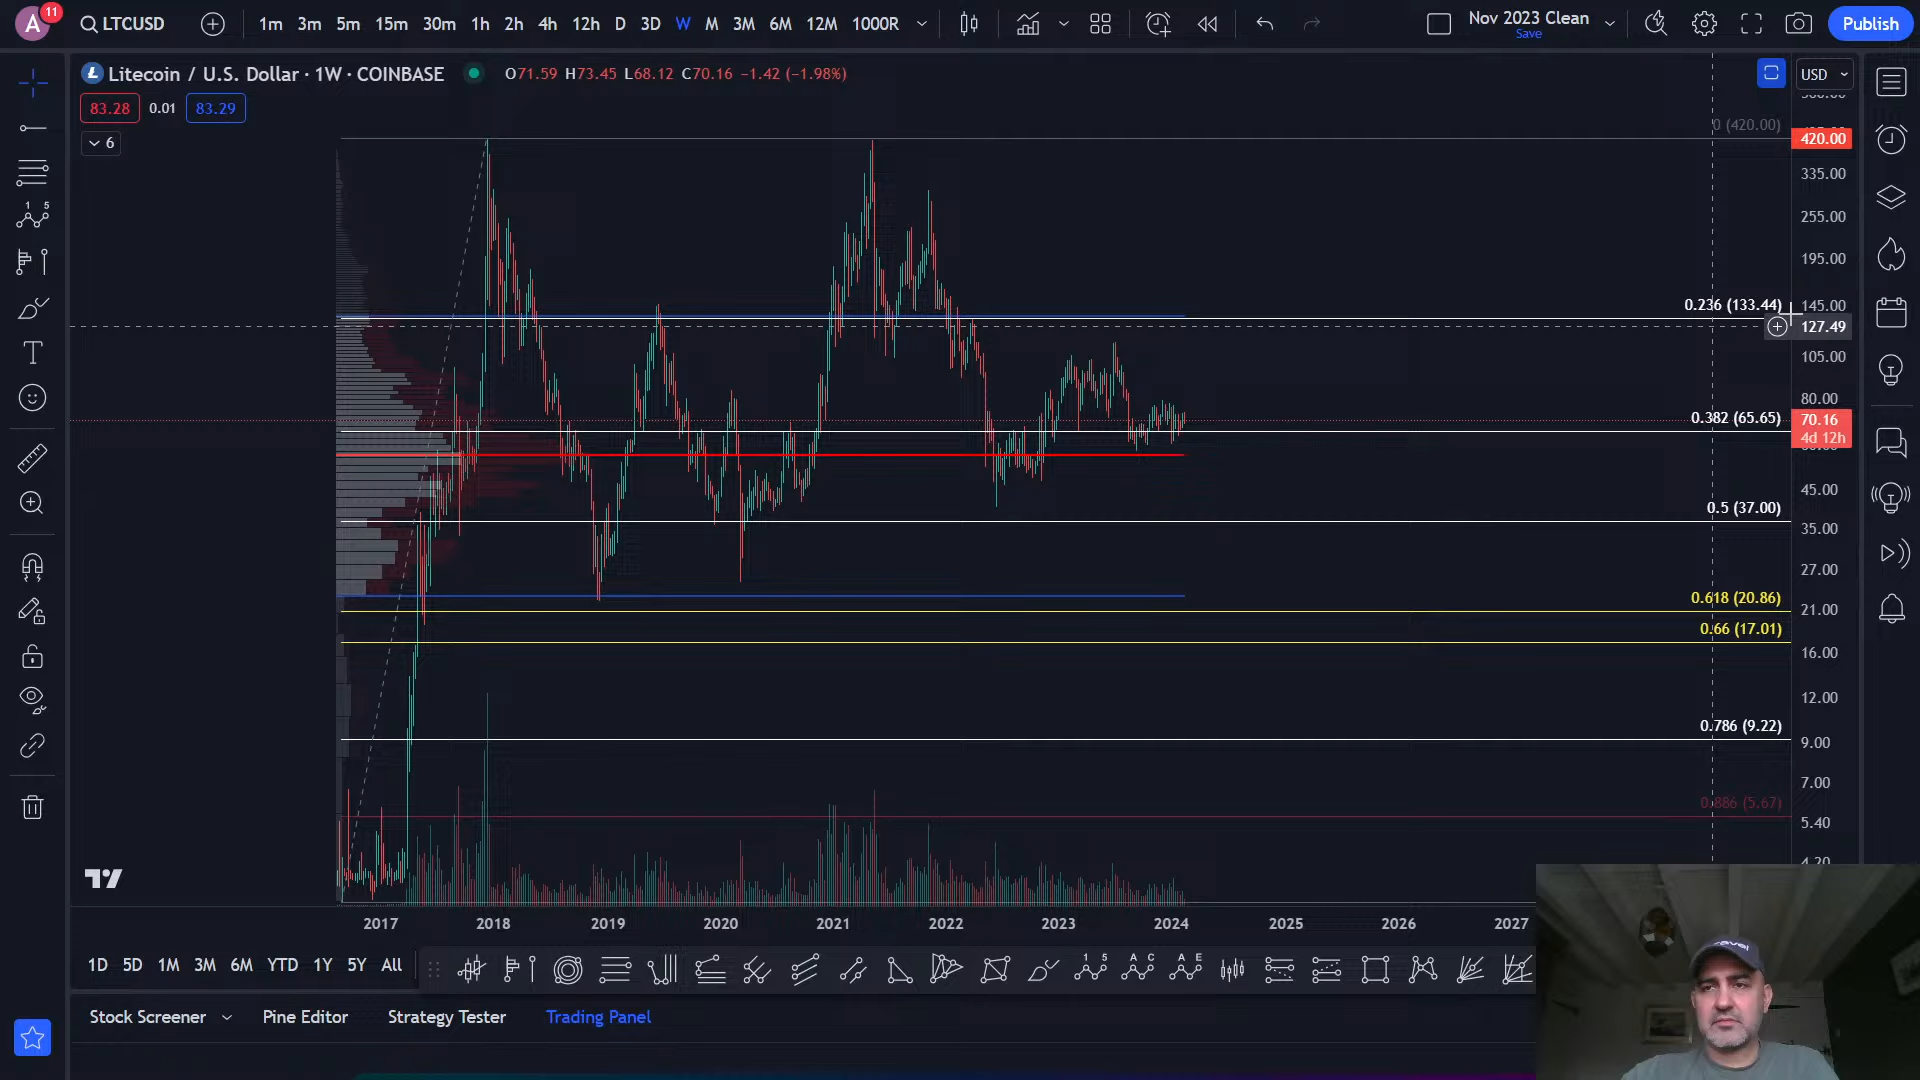 A 11 LTCUSD 1m 3m 5m 15m 30m 1h 2h 4h 12h D 3D W M 3M 6M 12M 1000R Nov 2023 Clean Save Publish
Litecoin / U.S. Dollar · 1W · COINBASE O71.59 H73.45 L68.12 C70.16 −1.42 (−1.98%) USD
83.28 0.01 83.29
6
0 (420.00) 420.00
335.00
255.00
195.00
0.236 (133.44) 145.00
127.49
105.00
80.00
0.382 (65.65) 70.16
4d 12h
45.00
0.5 (37.00)
35.00
27.00
0.618 (20.86) 21.00
0.66 (17.01)
16.00
12.00
0.786 (9.22)
9.00
7.00
0.886 (5.67)
5.40
4.20
2017 2018 2019 2020 2021 2022 2023 2024 2025 2026 2027
1D 5D 1M 3M 6M YTD 1Y 5Y All
Stock Screener Pine Editor Strategy Tester Trading Panel